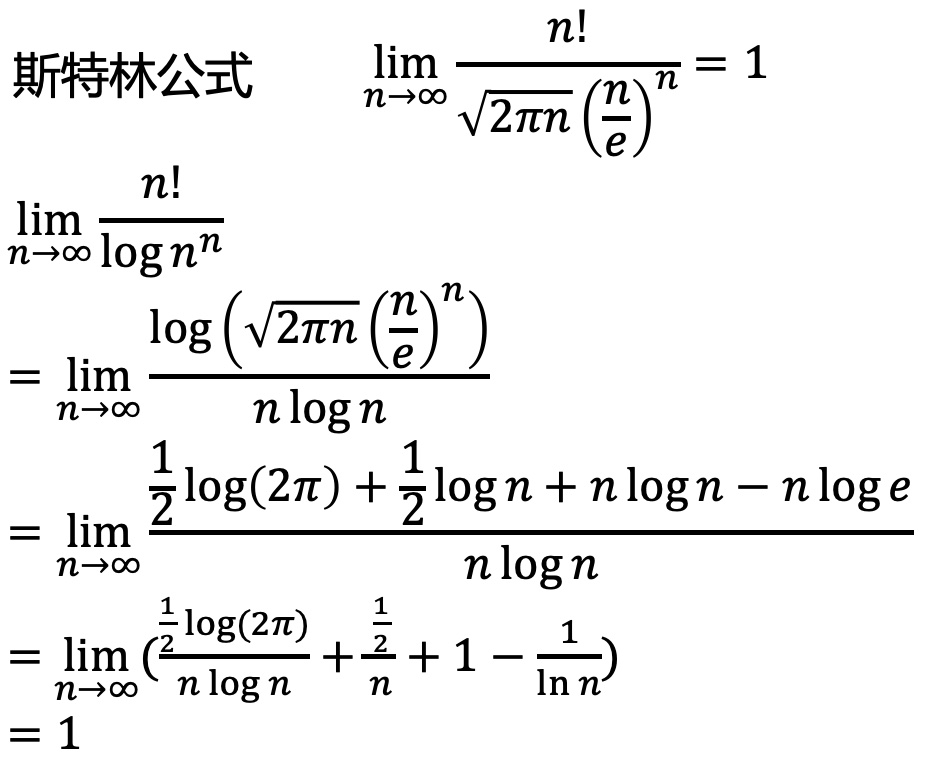 斯特林公式 $\lim_{n \to \infty} \frac{n!}{\sqrt{2\pi n} \left(\frac{n}{e}\right)^n} = 1$
$\lim_{n \to \infty} \frac{n!}{\log n^n}$
$= \lim_{n \to \infty} \frac{\log \left( \sqrt{2\pi n} \left(\frac{n}{e}\right)^n \right)}{n \log n}$
$= \lim_{n \to \infty} \frac{\frac{1}{2} \log(2\pi) + \frac{1}{2} \log n + n \log n - n \log e}{n \log n}$
$= \lim_{n \to \infty} ( \frac{\frac{1}{2} \log(2\pi)}{n \log n} + \frac{\frac{1}{2}}{n} + 1 - \frac{1}{\ln n} )$
$= 1$